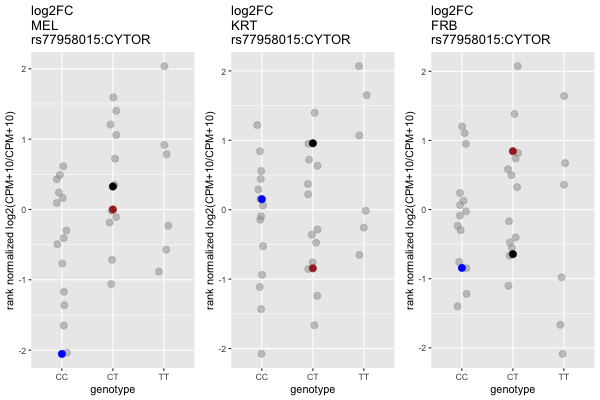 log2FC
MEL
rs77958015:CYTOR
rank normalized log2(CPM+10/CPM+10)
2
1
0
-1
-2
CC
CT
TT
genotype
log2FC
KRT
rs77958015:CYTOR
rank normalized log2(CPM+10/CPM+10)
2
1
0
-1
-2
CC
CT
TT
genotype
log2FC
FRB
rs77958015:CYTOR
rank normalized log2(CPM+10/CPM+10)
2
1
0
-1
-2
CC
CT
TT
genotype